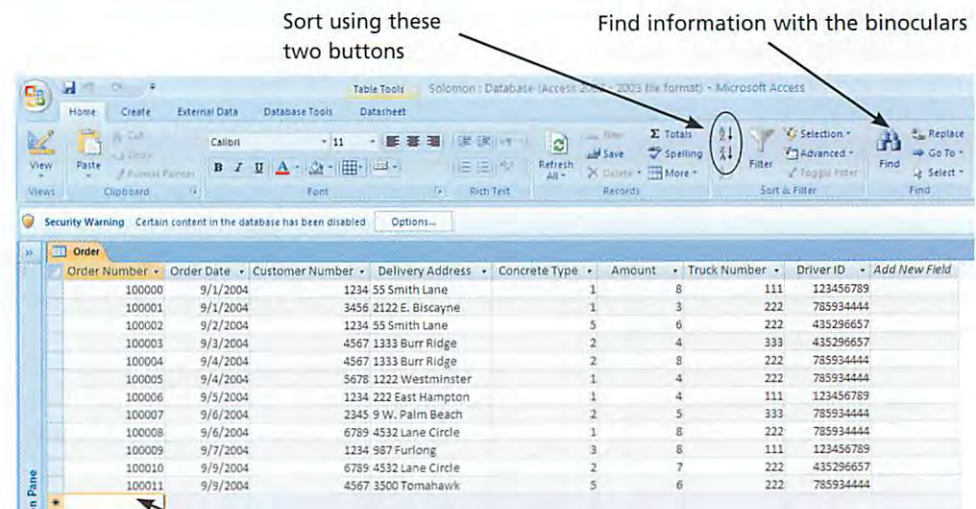 Sort using these
two buttons
Find information with the binoculars
Table Tools Solomon : Database (Access 2007 - 2003 file format) - Microsoft Access
Home Create External Data Database Tools Datasheet
View Paste Cut Copy Format Painter Calibri 11 B I U A Refresh All New Save Delete Σ Totals Spelling More Filter Selection Advanced Toggle Filter Find Replace Go To Select
Views Clipboard Font Rich Text Records Sort & Filter Find
Security Warning Certain content in the database has been disabled Options...
Order
Order Number Order Date Customer Number Delivery Address Concrete Type Amount Truck Number Driver ID Add New Field
100000 9/1/2004 1234 55 Smith Lane 1 8 111 123456789
100001 9/1/2004 3456 2122 E. Biscayne 1 3 222 785934444
100002 9/2/2004 1234 55 Smith Lane 5 6 222 435296657
100003 9/3/2004 4567 1333 Burr Ridge 2 4 333 435296657
100004 9/4/2004 4567 1333 Burr Ridge 2 8 222 785934444
100005 9/4/2004 5678 1222 Westminster 1 4 222 785934444
100006 9/5/2004 1234 222 East Hampton 1 4 111 123456789
100007 9/6/2004 2345 9 W. Palm Beach 2 5 333 785934444
100008 9/6/2004 6789 4532 Lane Circle 1 8 222 785934444
100009 9/7/2004 1234 987 Furlong 3 8 111 123456789
100010 9/9/2004 6789 4532 Lane Circle 2 7 222 435296657
100011 9/9/2004 4567 3500 Tomahawk 5 6 222 785934444
Pane